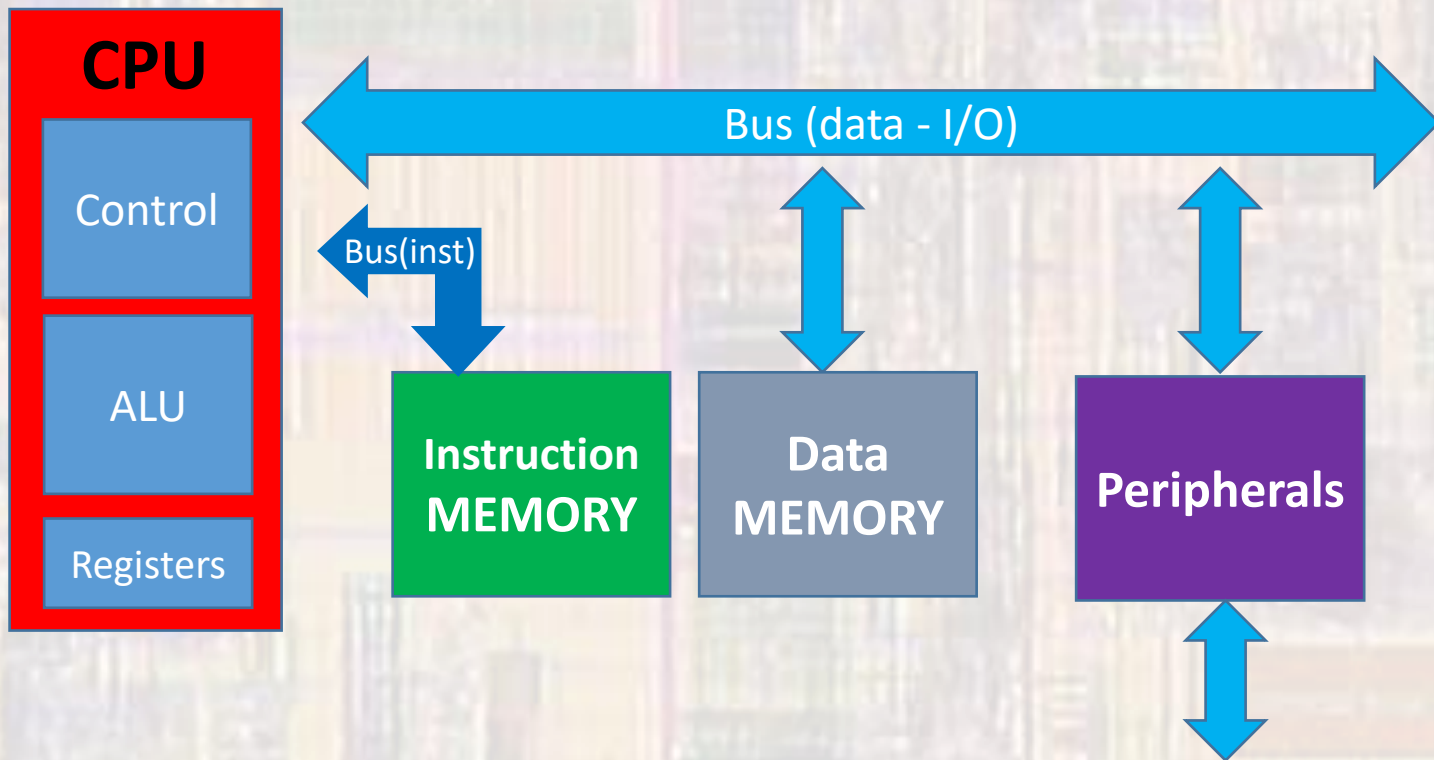 CPU
Control
ALU
Registers
Bus (data - I/O)
Bus(inst)
Instruction
MEMORY
Data
MEMORY
Peripherals